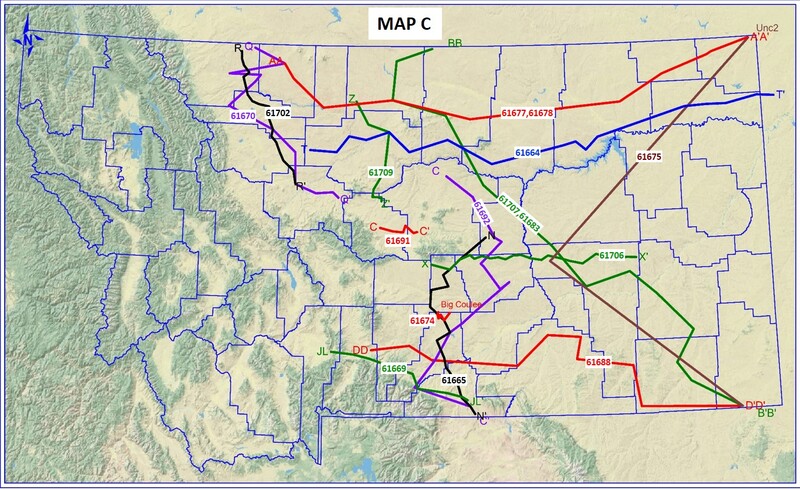 MAP C
N
Unc2
R
Q
BB
A'A'
AA
Z
T'
61677,61678
61670
61702
T
61664
61675
61709
C
R'
Q'
Z'
61692
61707,61683
C
C'
61691
N
X
61706
X'
Big Coulee
61674
JL
DD
61669
61688
61665
JL'
D'D'
B'B'
N'
C'